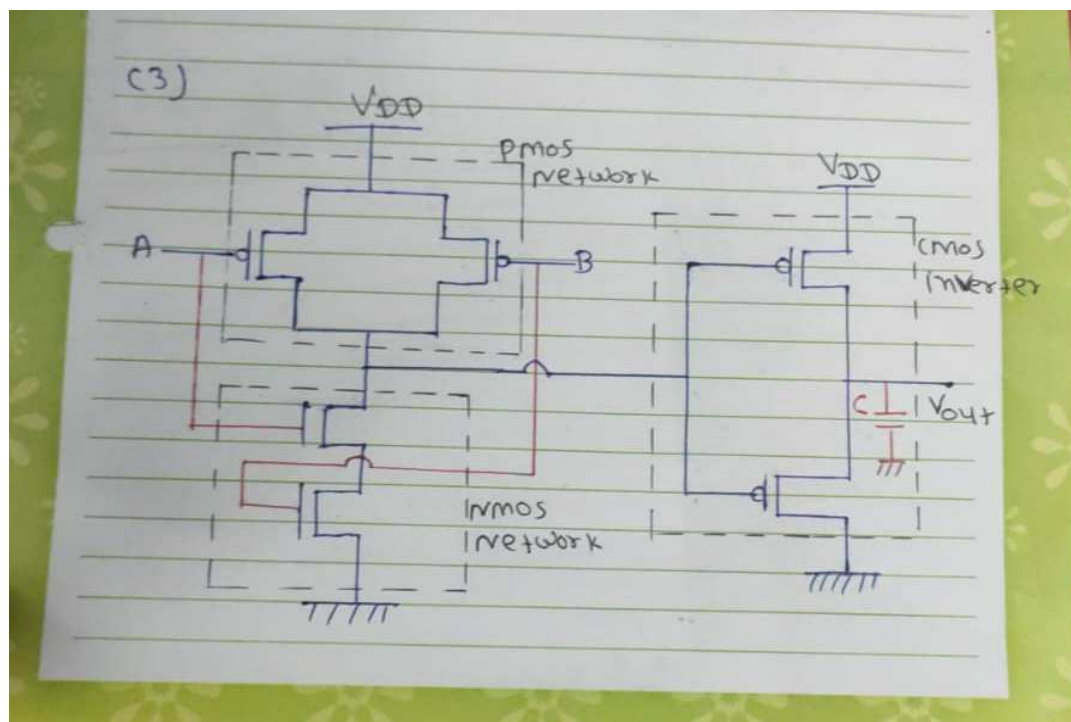 (3)
VDD
Pmos
Network
VDD
A
B
Cmos
Inverter
C
Vout
Nmos
Network